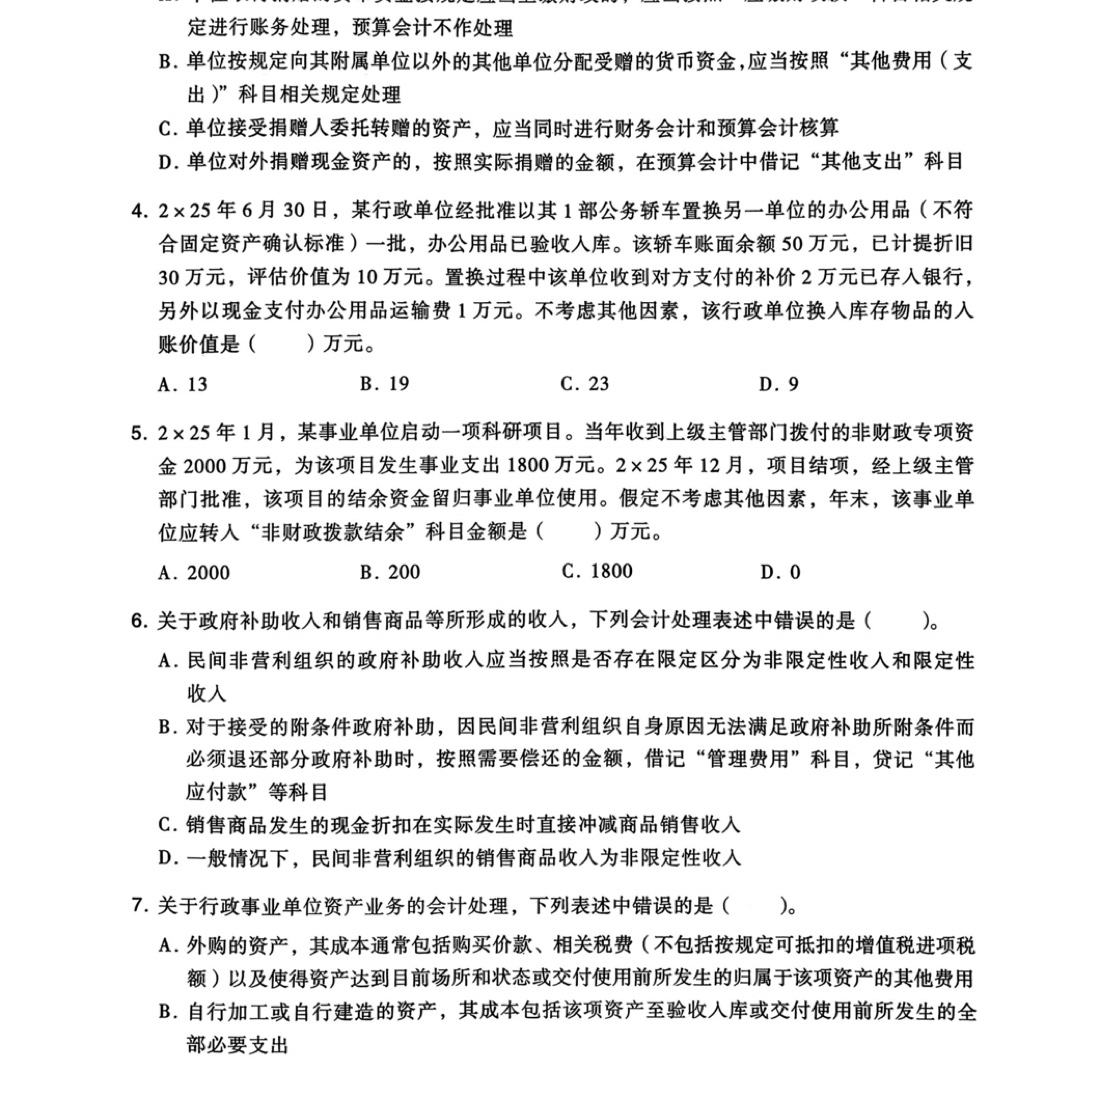 定进行账务处理，预算会计不作处理
B. 单位按规定向其附属单位以外的其他单位分配受赠的货币资金，应当按照“其他费用（支
出）”科目相关规定处理
C. 单位接受捐赠人委托转赠的资产，应当同时进行财务会计和预算会计核算
D. 单位对外捐赠现金资产的，按照实际捐赠的金额，在预算会计中借记“其他支出”科目
4. 2×25 年 6 月 30 日，某行政单位经批准以其 1 部公务轿车置换另一单位的办公用品（不符
合固定资产确认标准）一批，办公用品已验收入库。该轿车账面余额 50 万元，已计提折旧
30 万元，评估价值为 10 万元。置换过程中该单位收到对方支付的补价 2 万元已存入银行，
另外以现金支付办公用品运输费 1 万元。不考虑其他因素，该行政单位换入库存物品的入
账价值是（　　）万元。
A. 13　B. 19　C. 23　D. 9
5. 2×25 年 1 月，某事业单位启动一项科研项目。当年收到上级主管部门拨付的非财政专项资
金 2000 万元，为该项目发生事业支出 1800 万元。2×25 年 12 月，项目结项，经上级主管
部门批准，该项目的结余资金留归事业单位使用。假定不考虑其他因素，年末，该事业单
位应转入“非财政拨款结余”科目金额是（　　）万元。
A. 2000　B. 200　C. 1800　D. 0
6. 关于政府补助收入和销售商品等所形成的收入，下列会计处理表述中错误的是（　　）。
A. 民间非营利组织的政府补助收入应当按照是否存在限定区分为非限定性收入和限定性
收入
B. 对于接受的附条件政府补助，因民间非营利组织自身原因无法满足政府补助所附条件而
必须退还部分政府补助时，按照需要偿还的金额，借记“管理费用”科目，贷记“其他
应付款”等科目
C. 销售商品发生的现金折扣在实际发生时直接冲减商品销售收入
D. 一般情况下，民间非营利组织的销售商品收入为非限定性收入
7. 关于行政事业单位资产业务的会计处理，下列表述中错误的是（　　）。
A. 外购的资产，其成本通常包括购买价款、相关税费（不包括按规定可抵扣的增值税进项税
额）以及使得资产达到目前场所和状态或交付使用前所发生的归属于该项资产的其他费用
B. 自行加工或自行建造的资产，其成本包括该项资产至验收入库或交付使用前所发生的全
部必要支出